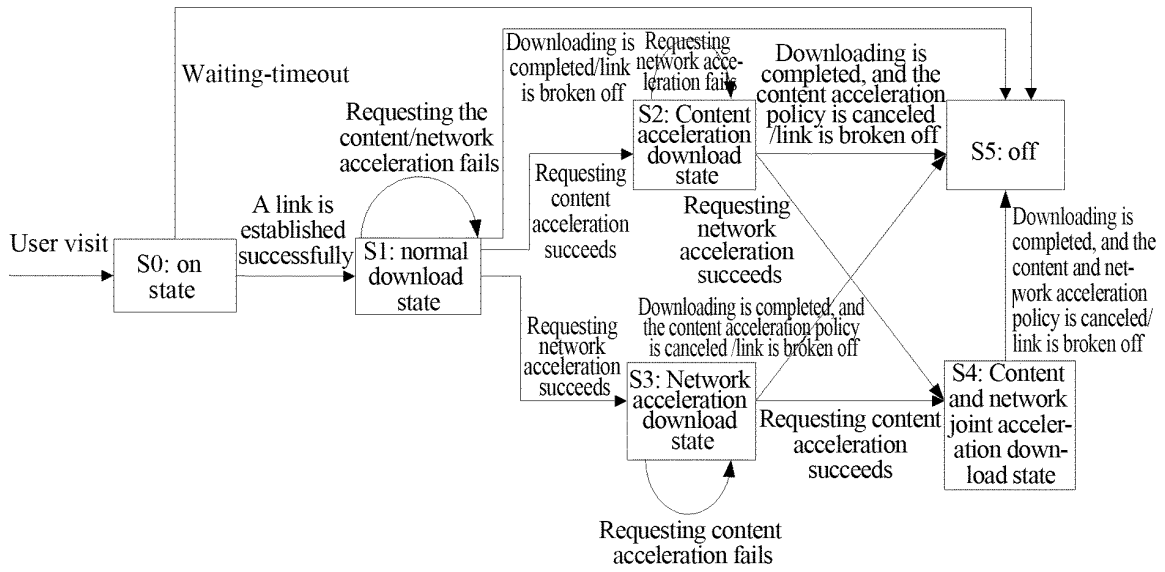 Waiting-timeout
Downloading is
completed/link
is broken off
Requesting
network acce-
leration fails
Downloading is
completed, and the
content acceleration
policy is canceled
/link is broken off
Requesting the
content/network
acceleration fails
S2: Content
acceleration
download
state
S5: off
Requesting
content
acceleration
succeeds
A link is
established
successfully
User visit
S0: on
state
S1: normal
download
state
Requesting
network
acceleration
succeeds
Downloading is
completed, and the
content and net-
work acceleration
policy is canceled/
link is broken off
Downloading is completed, and
the content acceleration policy
is canceled /link is broken off
Requesting
network
acceleration
succeeds
S3: Network
acceleration
download
state
S4: Content
and network
joint acceler-
ation down-
load state
Requesting content
acceleration
succeeds
Requesting content
acceleration fails